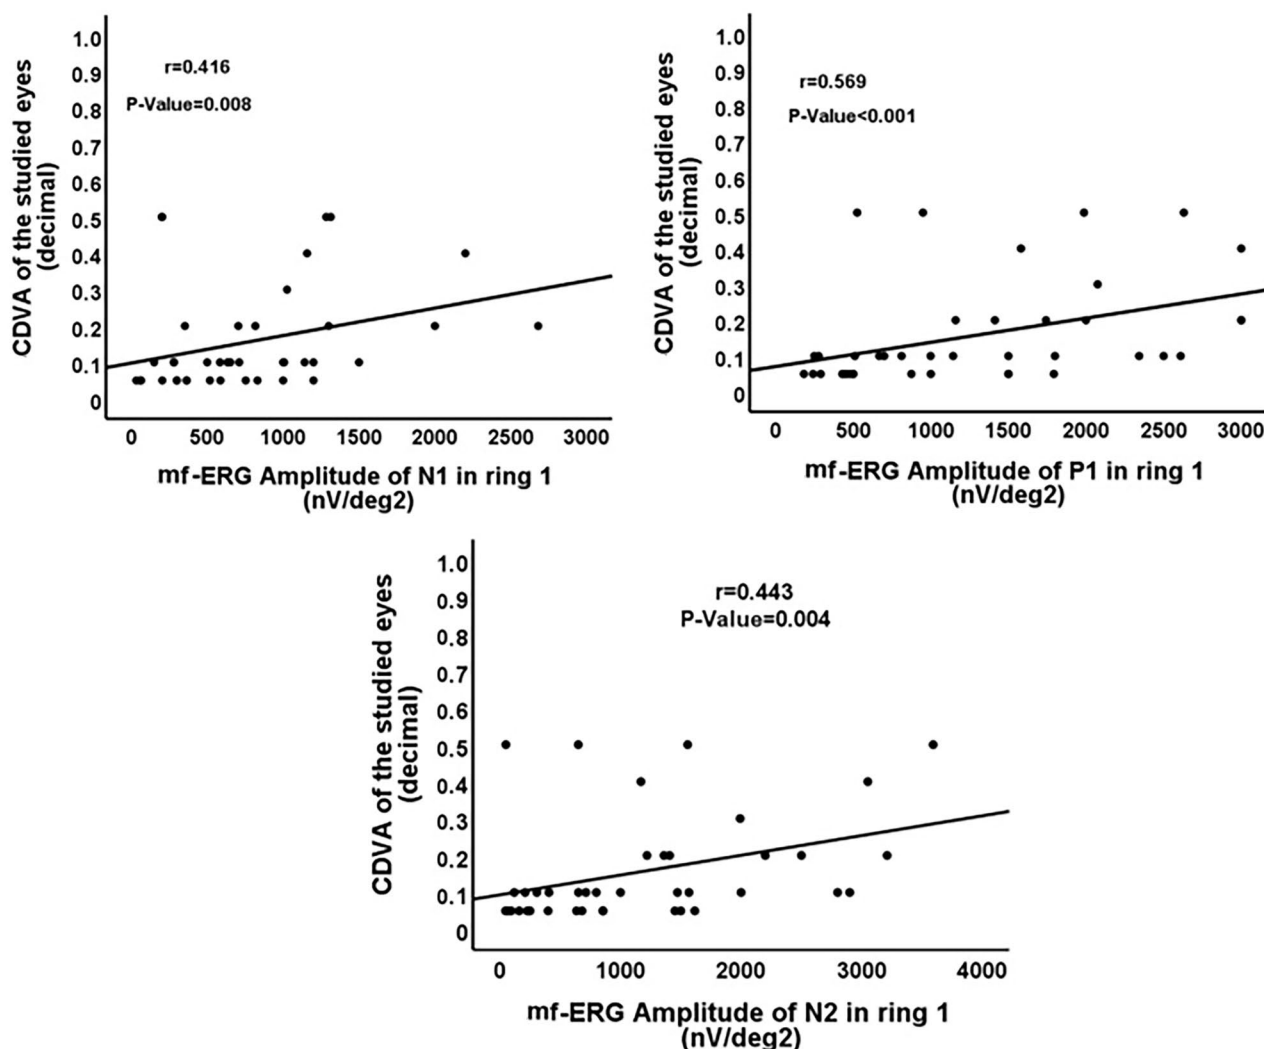 1.0
0.9
0.8
0.7
0.6
0.5
0.4
0.3
0.2
0.1
0
CDVA of the studied eyes
(decimal)
r=0.416
P-Value=0.008
0 500 1000 1500 2000 2500 3000
mf-ERG Amplitude of N1 in ring 1
(nV/deg2)
1.0
0.9
0.8
0.7
0.6
0.5
0.4
0.3
0.2
0.1
0
CDVA of the studied eyes
(decimal)
r=0.569
P-Value<0.001
0 500 1000 1500 2000 2500 3000
mf-ERG Amplitude of P1 in ring 1
(nV/deg2)
1.0
0.9
0.8
0.7
0.6
0.5
0.4
0.3
0.2
0.1
0
CDVA of the studied eyes
(decimal)
r=0.443
P-Value=0.004
0 1000 2000 3000 4000
mf-ERG Amplitude of N2 in ring 1
(nV/deg2)